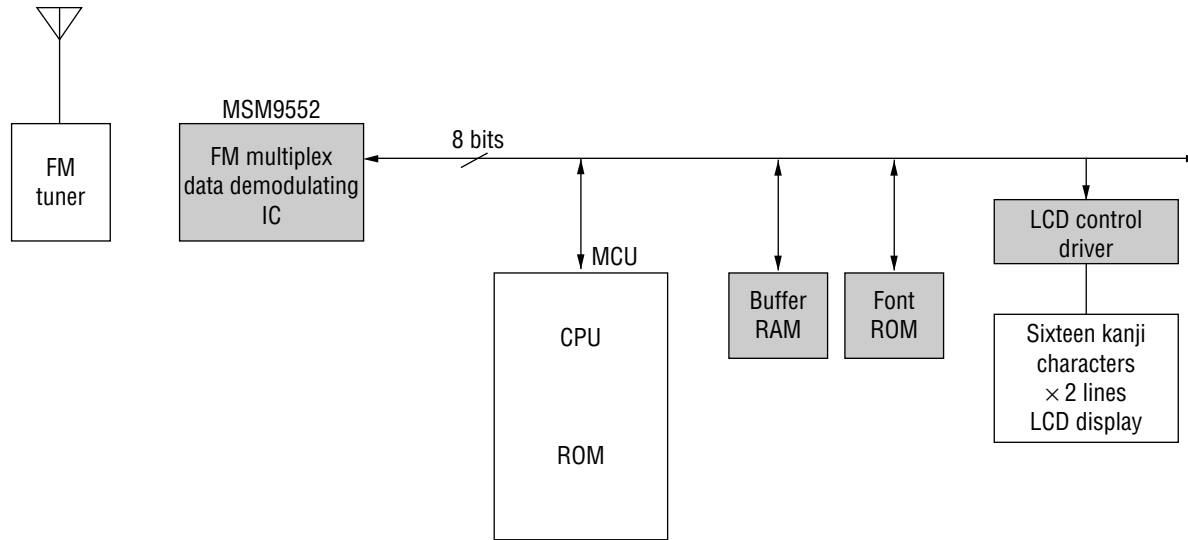 FM
tuner
MSM9552
FM multiplex
data demodulating
IC
8 bits
MCU
CPU
ROM
Buffer
RAM
Font
ROM
LCD control
driver
Sixteen kanji
characters
× 2 lines
LCD display